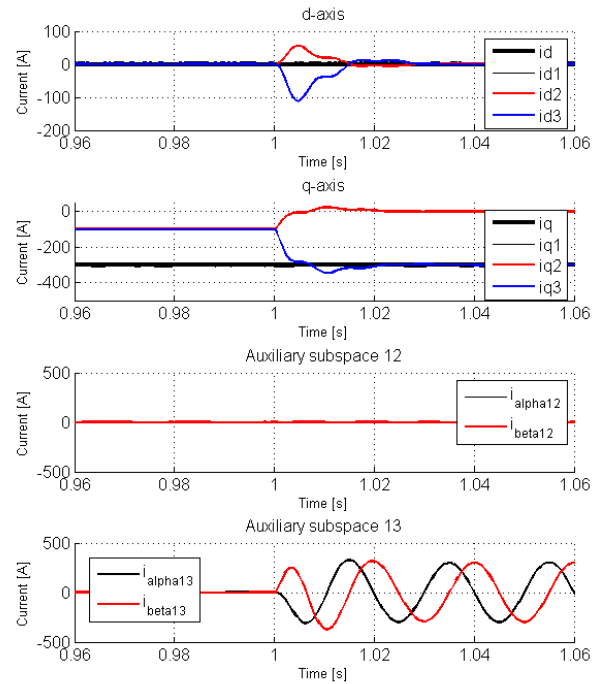 d-axis
Current [A]
100
0
-100
-200
id
id1
id2
id3
0.96 0.98 1 1.02 1.04 1.06
Time [s]
q-axis
Current [A]
0
-200
-400
iq
iq1
iq2
iq3
0.96 0.98 1 1.02 1.04 1.06
Time [s]
Auxiliary subspace 12
Current [A]
500
0
-500
i alpha12
i beta12
0.96 0.98 1 1.02 1.04 1.06
Time [s]
Auxiliary subspace 13
Current [A]
500
0
-500
i alpha13
i beta13
0.96 0.98 1 1.02 1.04 1.06
Time [s]